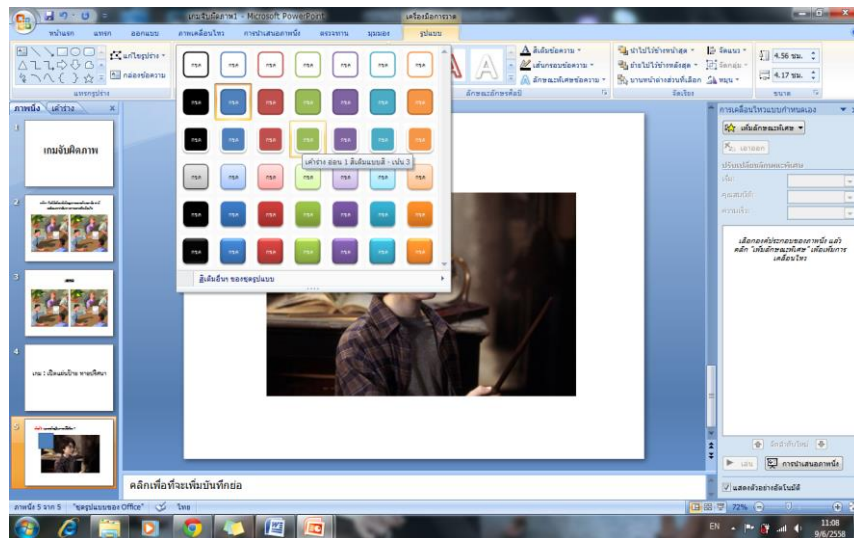 เกมจับผิดภาพ1 - Microsoft PowerPoint
เครื่องมือการวาด
หน้าแรก
แทรก
ออกแบบ
ภาพเคลื่อนไหว
การนำเสนอภาพนิ่ง
ตรวจทาน
มุมมอง
รูปแบบ
แก้ไขรูปร่าง
กล่องข้อความ
แทรกรูปร่าง
สีเติมข้อความ
เส้นกรอบข้อความ
ลักษณะพิเศษข้อความ
ลักษณะอักษรศิลป์
นำไปไว้ข้างหน้าสุด
ย้ายไปไว้ข้างหลังสุด
บานหน้าต่างส่วนที่เลือก
จัดแนว
จัดกลุ่ม
หมุน
จัดเรียง
4.56 ซม.
4.17 ซม.
ขนาด
ภาพนิ่ง
เค้าร่าง
เค้าร่าง อ่อน 1 สีเติมแบบสี - เน้น 3
สีเติมอื่นๆ ของชุดรูปแบบ
1
เกมจับผิดภาพ
2
3
4
เกม : เปิดแผ่นป้าย ทายปริศนา
5
การเคลื่อนไหวแบบกำหนดเอง
เพิ่มลักษณะพิเศษ
เอาออก
ปรับเปลี่ยนลักษณะพิเศษ
เริ่ม:
คุณสมบัติ:
ความเร็ว:
เลือกองค์ประกอบของภาพนิ่ง แล้ว
คลิก "เพิ่มลักษณะพิเศษ" เพื่อเพิ่มการ
เคลื่อนไหว
จัดลำดับใหม่
เล่น
การนำเสนอภาพนิ่ง
แสดงตัวอย่างอัตโนมัติ
คลิกเพื่อที่จะเพิ่มบันทึกย่อ
ภาพนิ่ง 5 จาก 5
"ชุดรูปแบบของ Office"
ไทย
72%
EN
11:08
9/6/2558